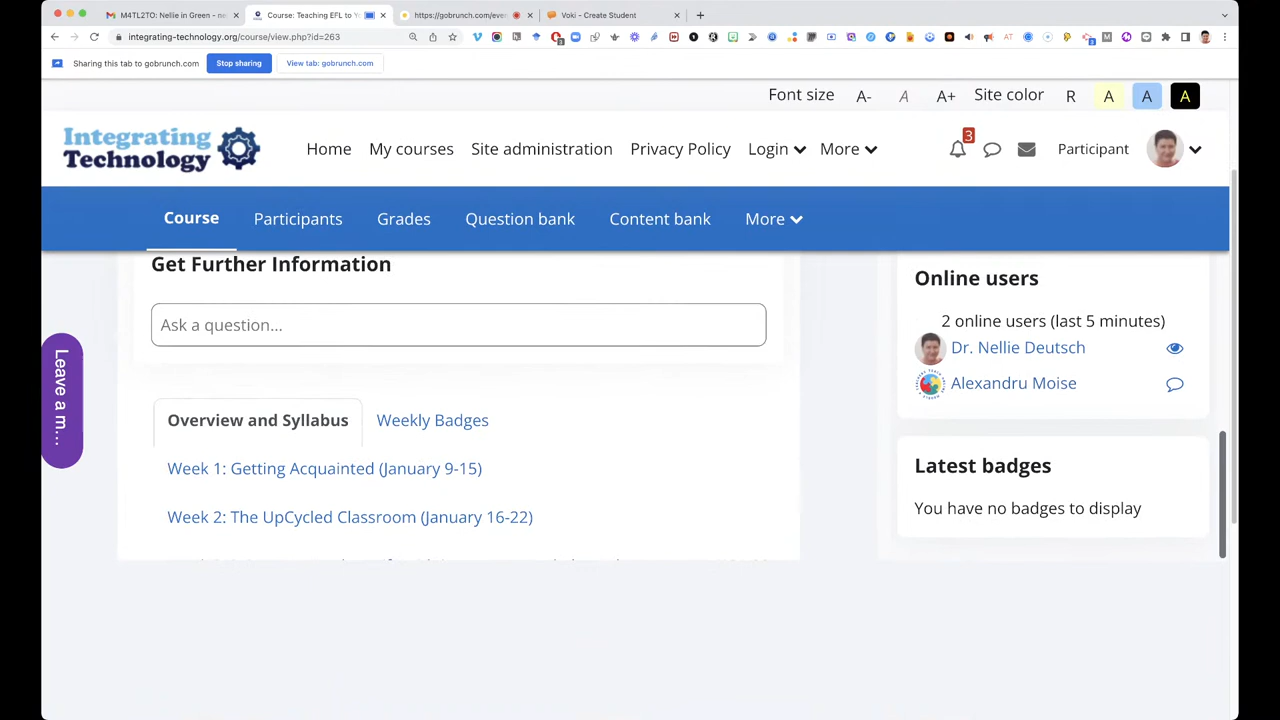 M4TL2TO: Nellie in Green - ne
Course: Teaching EFL to Yo
https://gobrunch.com/even
Voki - Create Student
integrating-technology.org/course/view.php?id=263
Sharing this tab to gobrunch.com
Stop sharing
View tab: gobrunch.com
Font size A- A A+ Site color R A A A
Integrating
Technology
Home
My courses
Site administration
Privacy Policy
Login
More
3
Participant
Course
Participants
Grades
Question bank
Content bank
More
Get Further Information
Ask a question...
Leave a m...
Overview and Syllabus
Weekly Badges
Week 1: Getting Acquainted (January 9-15)
Week 2: The UpCycled Classroom (January 16-22)
Online users
2 online users (last 5 minutes)
Dr. Nellie Deutsch
Alexandru Moise
Latest badges
You have no badges to display